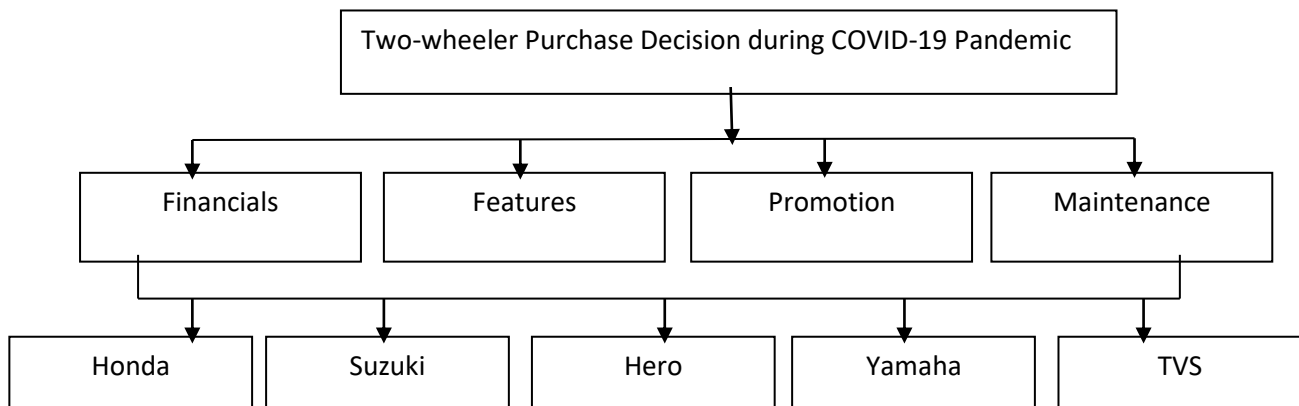 Two-wheeler Purchase Decision during COVID-19 Pandemic
Financials
Features
Promotion
Maintenance
Honda
Suzuki
Hero
Yamaha
TVS